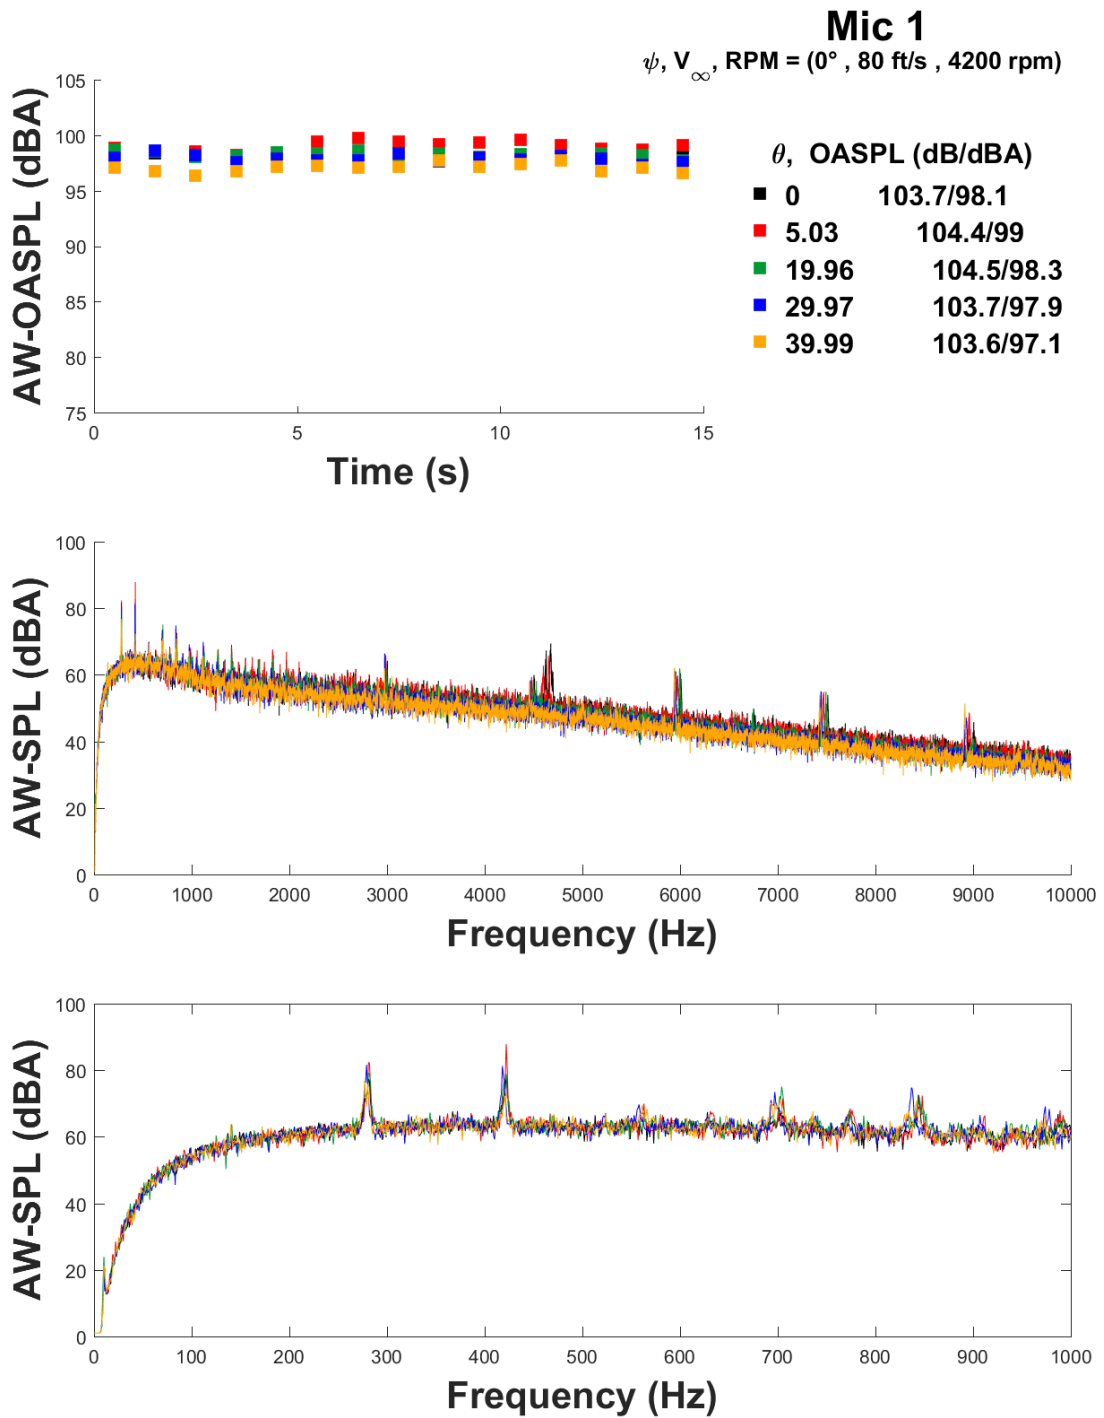 Mic 1
ψ, V∞, RPM = (0° , 80 ft/s , 4200 rpm)
θ, OASPL (dB/dBA)
0 103.7/98.1
5.03 104.4/99
19.96 104.5/98.3
29.97 103.7/97.9
39.99 103.6/97.1
AW-OASPL (dBA)
105
100
95
90
85
80
75
0 5 10 15
Time (s)
AW-SPL (dBA)
100
80
60
40
20
0
0 1000 2000 3000 4000 5000 6000 7000 8000 9000 10000
Frequency (Hz)
AW-SPL (dBA)
100
80
60
40
20
0
0 100 200 300 400 500 600 700 800 900 1000
Frequency (Hz)